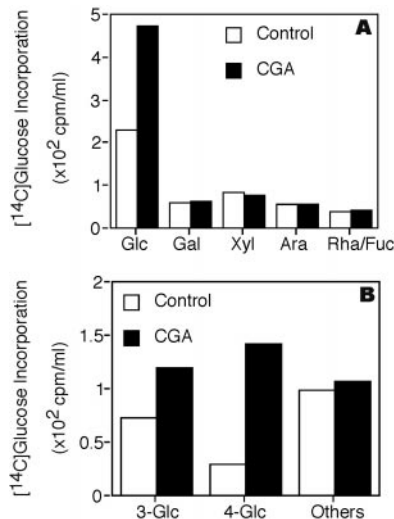 [14C]Glucose Incorporation
(x10² cpm/ml)
5
4
3
2
1
0
Control
CGA
A
Glc Gal Xyl Ara Rha/Fuc
[14C]Glucose Incorporation
(x10² cpm/ml)
2
1.5
1
0.5
0
Control
CGA
B
3-Glc 4-Glc Others